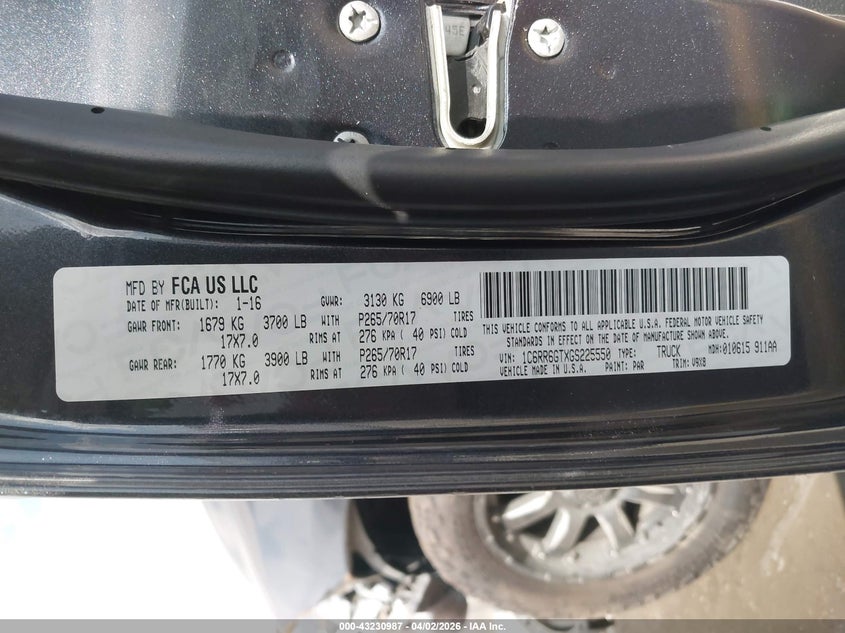 45E
MFD BY FCA US LLC
DATE OF MFR(BUILT): 1-16 GVWR: 3130 KG 6900 LB
GAWR FRONT: 1679 KG 3700 LB WITH P265/70R17 TIRES
17X7.0 RIMS AT 276 KPA ( 40 PSI) COLD
GAWR REAR: 1770 KG 3900 LB WITH P265/70R17 TIRES
17X7.0 RIMS AT 276 KPA ( 40 PSI) COLD
THIS VEHICLE CONFORMS TO ALL APPLICABLE U.S.A. FEDERAL MOTOR VEHICLE SAFETY
STANDARDS IN EFFECT ON THE DATE OF MANUFACTURE SHOWN ABOVE.
VIN: 1C6RR6GTXGS225550 TYPE: TRUCK MDH: 010615 911AA
VEHICLE MADE IN U.S.A. PAINT: PAR TRIM: V9X8
000-43230987 - 04/02/2026 - IAA Inc.